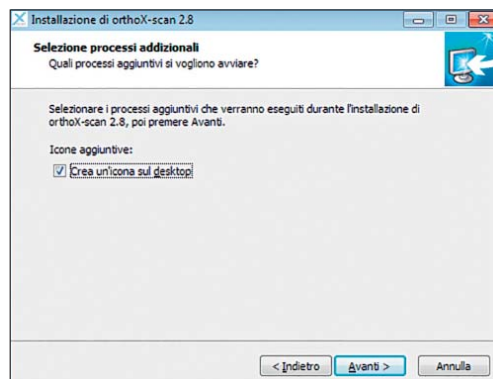 Installazione di orthoX-scan 2.8
Selezione processi addizionali
Quali processi aggiuntivi si vogliono avviare?
Selezionare i processi aggiuntivi che verranno eseguiti durante l'installazione di
orthoX-scan 2.8, poi premere Avanti.
Icone aggiuntive:
Crea un'icona sul desktop
< Indietro
Avanti >
Annulla